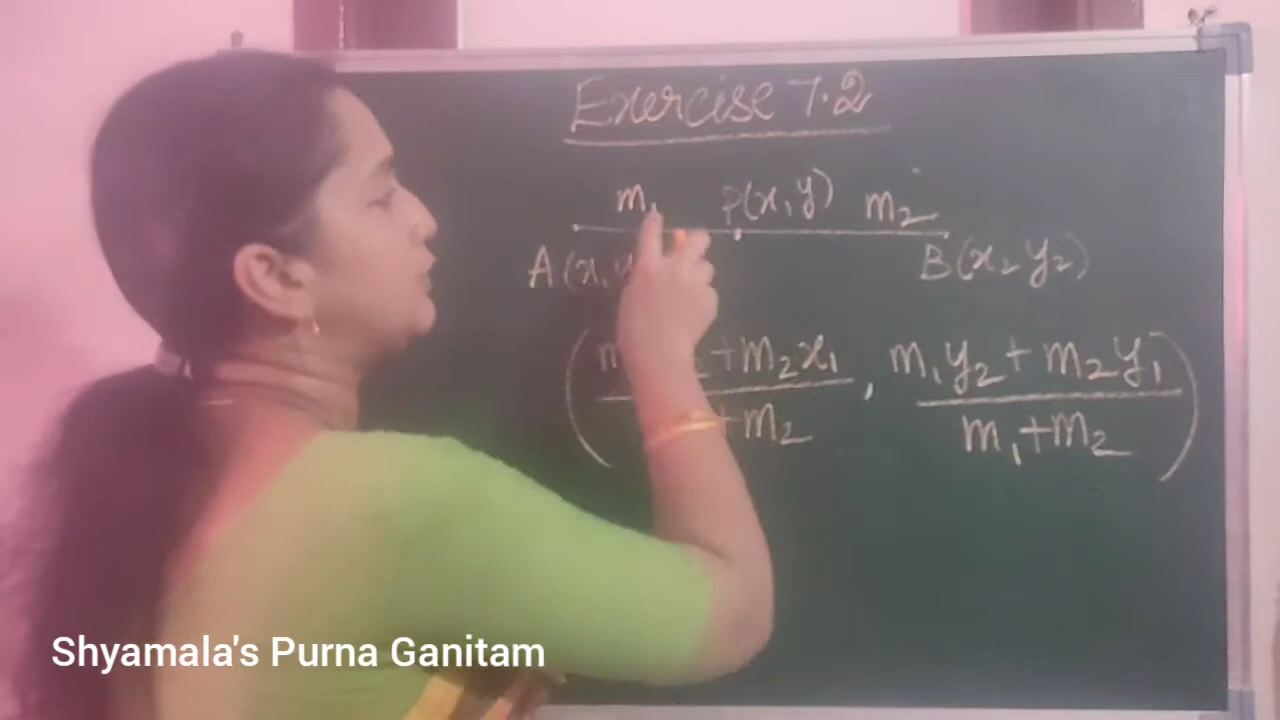 Exercise 7.2
m₁ P(x, y) m₂
A(x, B(x₂ y₂)
( +m₂x₁ , m₁y₂+m₂y₁ )
+m₂ m₁+m₂
Shyamala's Purna Ganitam